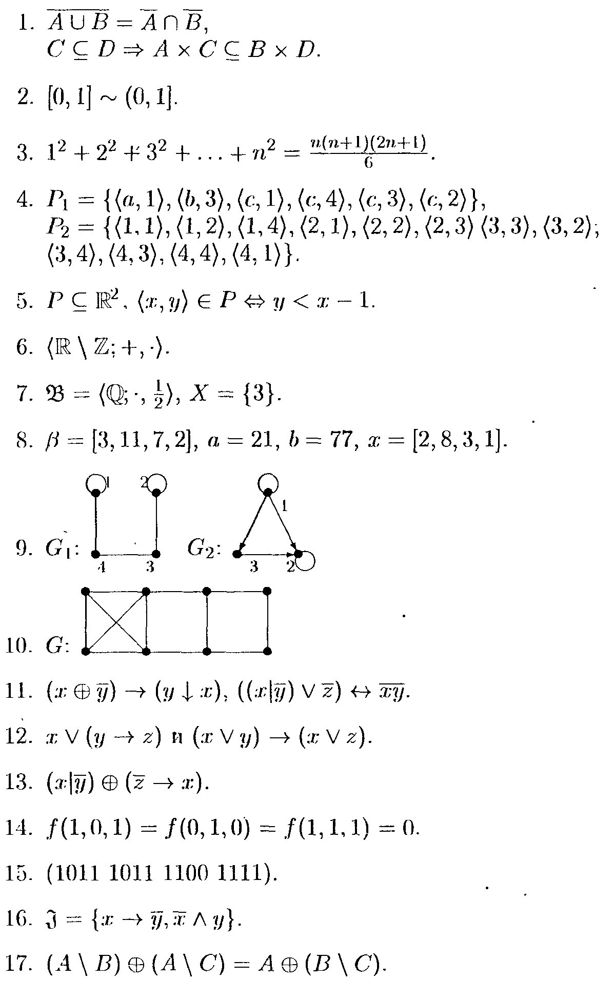 1. $\overline{A \cup B} = \overline{A} \cap \overline{B}$,
$C \subseteq D \Rightarrow A \times C \subseteq B \times D$.
2. $[0, 1] \sim (0, 1]$.
3. $1^2 + 2^2 + 3^2 + \ldots + n^2 = \frac{n(n+1)(2n+1)}{6}$.
4. $P_1 = \{\langle a, 1\rangle, \langle b, 3\rangle, \langle c, 1\rangle, \langle c, 4\rangle, \langle c, 3\rangle, \langle c, 2\rangle\}$,
$P_2 = \{\langle 1, 1\rangle, \langle 1, 2\rangle, \langle 1, 4\rangle, \langle 2, 1\rangle, \langle 2, 2\rangle, \langle 2, 3\rangle \langle 3, 3\rangle, \langle 3, 2\rangle,$
$\langle 3, 4\rangle, \langle 4, 3\rangle, \langle 4, 4\rangle, \langle 4, 1\rangle\}$.
5. $P \subseteq \mathbb{R}^2$, $\langle x, y\rangle \in P \Leftrightarrow y < x - 1$.
6. $\langle \mathbb{R} \setminus \mathbb{Z}; +, \cdot\rangle$.
7. $\mathfrak{B} = \langle \mathbb{Q}; \cdot, \frac{1}{2}\rangle$, $X = \{3\}$.
8. $\beta = [3, 11, 7, 2]$, $a = 21$, $b = 77$, $x = [2, 8, 3, 1]$.
1 2
1
9. $G_1$: $G_2$:
4 3 3 2
10. $G$:
11. $(x \oplus \overline{y}) \to (y \downarrow x)$, $((x|\overline{y}) \vee \overline{z}) \leftrightarrow \overline{xy}$.
12. $x \vee (y \to z)$ и $(x \vee y) \to (x \vee z)$.
13. $(x|\overline{y}) \oplus (\overline{z} \to x)$.
14. $f(1, 0, 1) = f(0, 1, 0) = f(1, 1, 1) = 0$.
15. (1011 1011 1100 1111).
16. $\mathfrak{J} = \{x \to \overline{y}, \overline{x} \wedge y\}$.
17. $(A \setminus B) \oplus (A \setminus C) = A \oplus (B \setminus C)$.